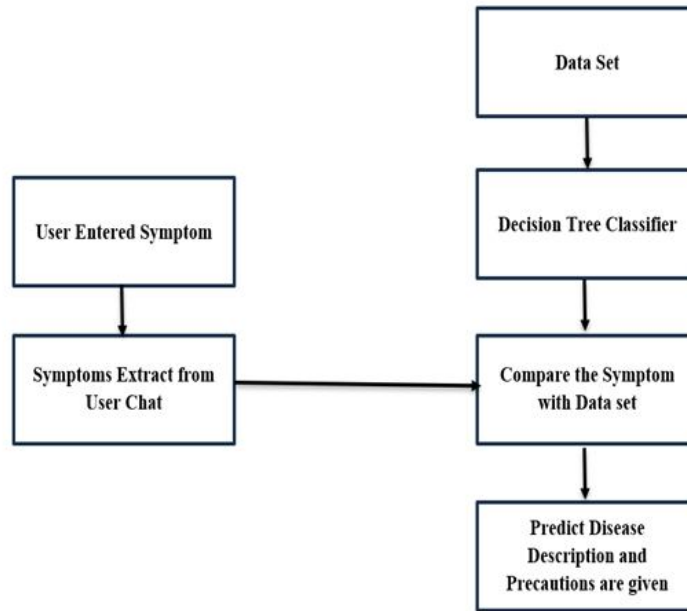 Data Set
User Entered Symptom
Decision Tree Classifier
Symptoms Extract from
User Chat
Compare the Symptom
with Data set
Predict Disease
Description and
Precautions are given